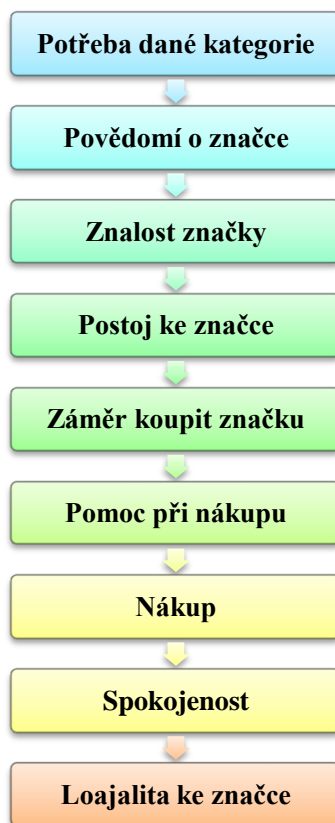 Potřeba dané kategorie
Povědomí o značce
Znalost značky
Postoj ke značce
Záměr koupit značku
Pomoc při nákupu
Nákup
Spokojenost
Loajalita ke značce